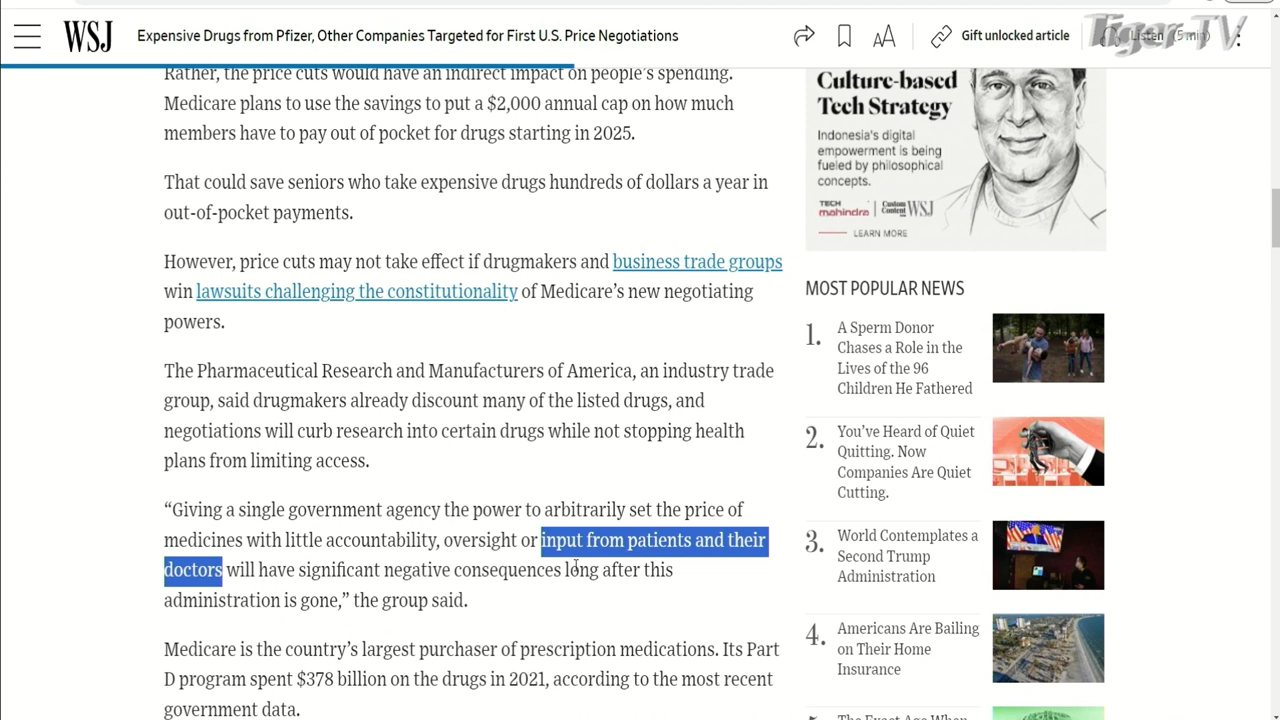 WSJ
Expensive Drugs from Pfizer, Other Companies Targeted for First U.S. Price Negotiations
AA
Gift unlocked article
Listen (5 min)
Tiger TV
Rather, the price cuts would have an indirect impact on people's spending.
Medicare plans to use the savings to put a $2,000 annual cap on how much
members have to pay out of pocket for drugs starting in 2025.
That could save seniors who take expensive drugs hundreds of dollars a year in
out-of-pocket payments.
However, price cuts may not take effect if drugmakers and business trade groups
win lawsuits challenging the constitutionality of Medicare's new negotiating
powers.
The Pharmaceutical Research and Manufacturers of America, an industry trade
group, said drugmakers already discount many of the listed drugs, and
negotiations will curb research into certain drugs while not stopping health
plans from limiting access.
“Giving a single government agency the power to arbitrarily set the price of
medicines with little accountability, oversight or input from patients and their
doctors will have significant negative consequences long after this
administration is gone,” the group said.
Medicare is the country's largest purchaser of prescription medications. Its Part
D program spent $378 billion on the drugs in 2021, according to the most recent
government data.
Culture-based
Tech Strategy
Indonesia's digital
empowerment is being
fueled by philosophical
concepts.
TECH
mahindra
Custom
Content WSJ
LEARN MORE
MOST POPULAR NEWS
1.
A Sperm Donor
Chases a Role in the
Lives of the 96
Children He Fathered
2.
You've Heard of Quiet
Quitting. Now
Companies Are Quiet
Cutting.
3.
World Contemplates a
Second Trump
Administration
4.
Americans Are Bailing
on Their Home
Insurance
The Exact Age When